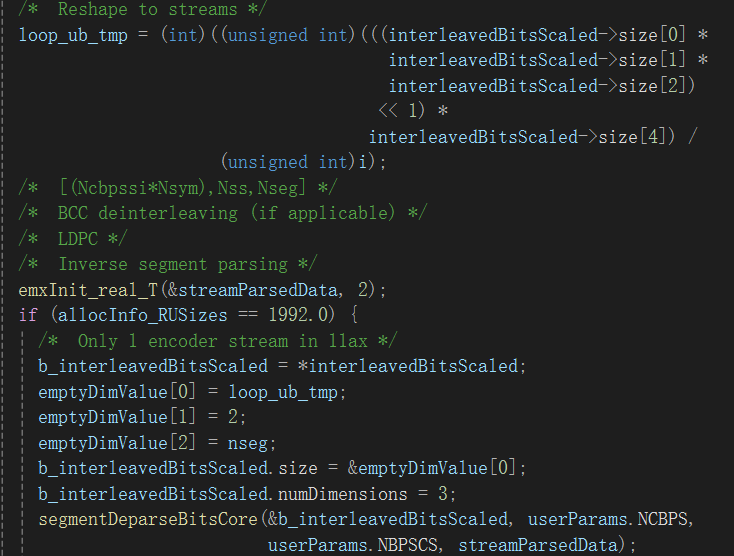 /*  Reshape to streams */
loop_ub_tmp = (int)((unsigned int)(((interleavedBitsScaled->size[0] *
interleavedBitsScaled->size[1] *
interleavedBitsScaled->size[2])
<< 1) *
interleavedBitsScaled->size[4]) /
(unsigned int)i);
/*  [(Ncbpssi*Nsym),Nss,Nseg] */
/*  BCC deinterleaving (if applicable) */
/*  LDPC */
/*  Inverse segment parsing */
emxInit_real_T(&streamParsedData, 2);
if (allocInfo_RUSizes == 1992.0) {
/*  Only 1 encoder stream in 11ax */
b_interleavedBitsScaled = *interleavedBitsScaled;
emptyDimValue[0] = loop_ub_tmp;
emptyDimValue[1] = 2;
emptyDimValue[2] = nseg;
b_interleavedBitsScaled.size = &emptyDimValue[0];
b_interleavedBitsScaled.numDimensions = 3;
segmentDeparseBitsCore(&b_interleavedBitsScaled, userParams.NCBPS,
userParams.NBPSCS, streamParsedData);